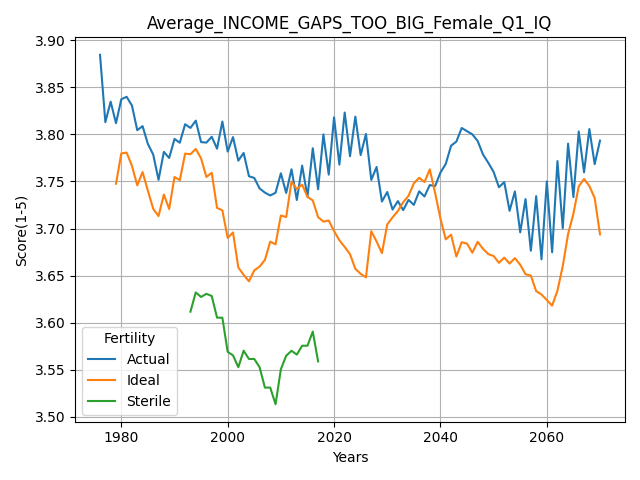 Average_INCOME_GAPS_TOO_BIG_Female_Q1_IQ
3.90
3.85
3.80
3.75
3.70
3.65
3.60
3.55
3.50
Score(1-5)
Fertility
Actual
Ideal
Sterile
1980 2000 2020 2040 2060
Years